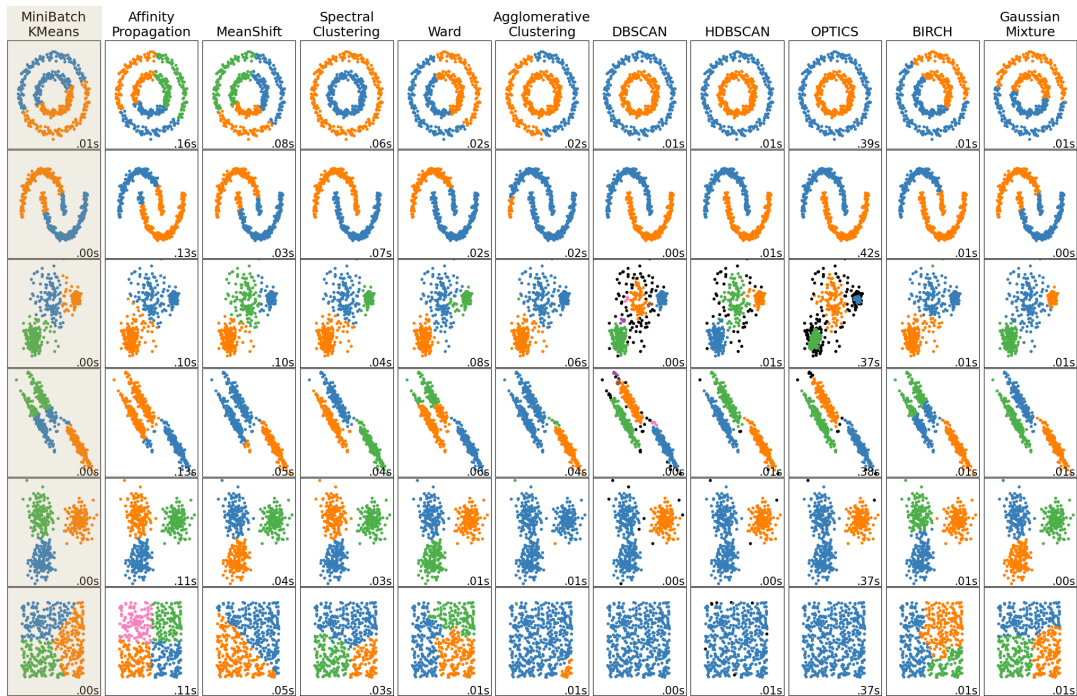 MiniBatch
KMeans
Affinity
Propagation
MeanShift
Spectral
Clustering
Ward
Agglomerative
Clustering
DBSCAN
HDBSCAN
OPTICS
BIRCH
Gaussian
Mixture
.01s .16s .08s .06s .02s .02s .01s .01s .39s .01s .01s
.00s .13s .03s .07s .02s .02s .00s .01s .42s .01s .00s
.00s .10s .10s .04s .08s .06s .00s .01s .37s .01s .01s
.00s .13s .05s .04s .06s .04s .00s .01s .38s .01s .01s
.00s .11s .04s .03s .01s .01s .00s .00s .37s .01s .00s
.00s .11s .05s .03s .01s .01s .00s .01s .37s .01s .01s